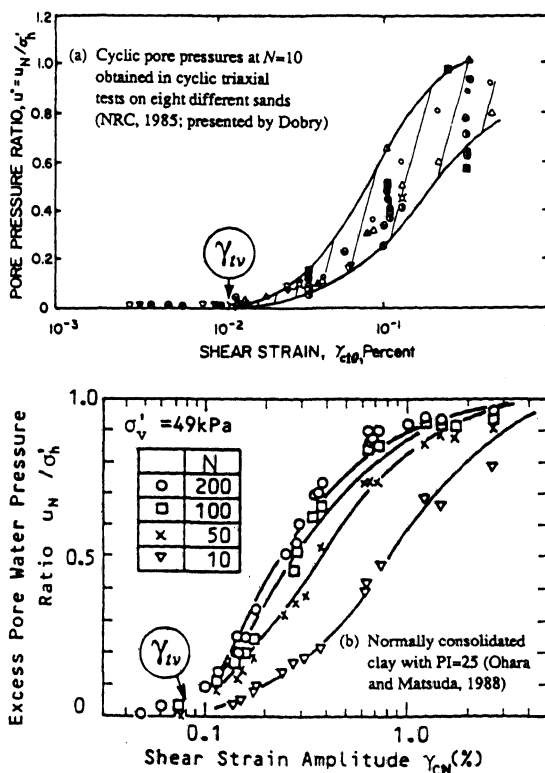 PORE PRESSURE RATIO, u*=u_N/σ'_h
1.2
1.0
0.8
0.6
0.4
0.2
0
(a) Cyclic pore pressures at N=10
obtained in cyclic triaxial
tests on eight different sands
(NRC, 1985; presented by Dobry)
γ_tv
10⁻³
10⁻²
10⁻¹
SHEAR STRAIN, Percent
Excess Pore Water Pressure
Ratio u_N /σ'_h
1.0
0.5
0
σ'_v =49kPa
N
○ 200
□ 100
× 50
▽ 10
γ_tv
(b) Normally consolidated
clay with PI=25 (Ohara
and Matsuda, 1988)
0.1
1.0
Shear Strain Amplitude γ_CN(%)